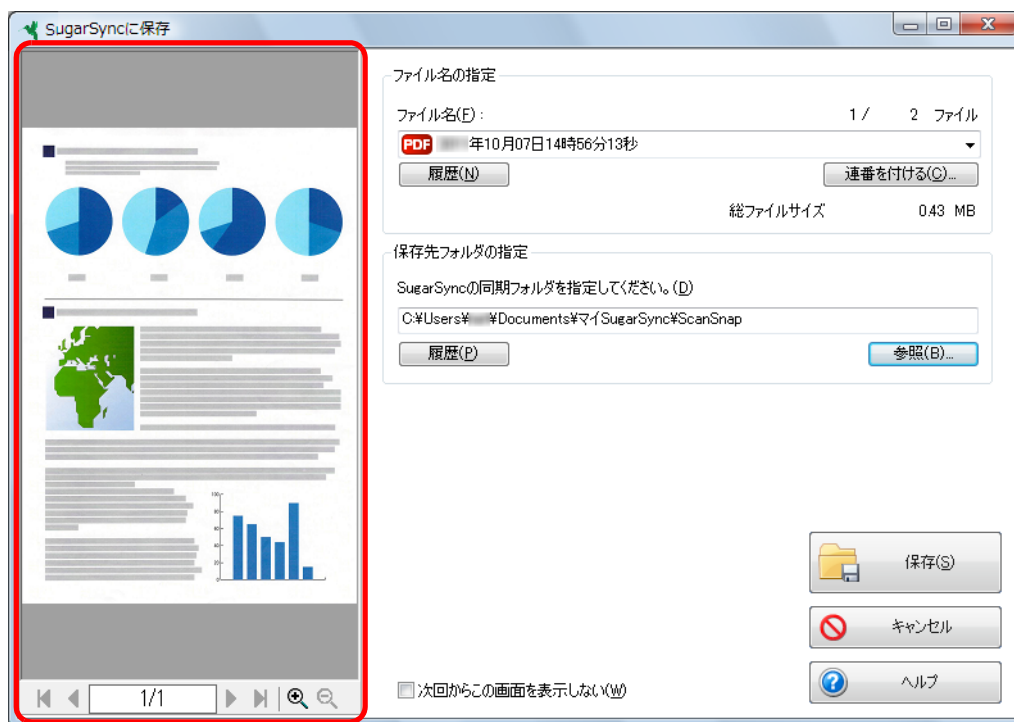 SugarSyncに保存
ファイル名の指定
ファイル名(F):
1 / 2 ファイル
PDF 年10月07日14時56分13秒
履歴(N)
連番を付ける(C)...
総ファイルサイズ 0.43 MB
保存先フォルダの指定
SugarSyncの同期フォルダを指定してください。(D)
C:¥Users¥ ¥Documents¥マイSugarSync¥ScanSnap
履歴(P)
参照(B)...
100
80
60
40
20
0
保存(S)
キャンセル
ヘルプ
1/1
次回からこの画面を表示しない(W)